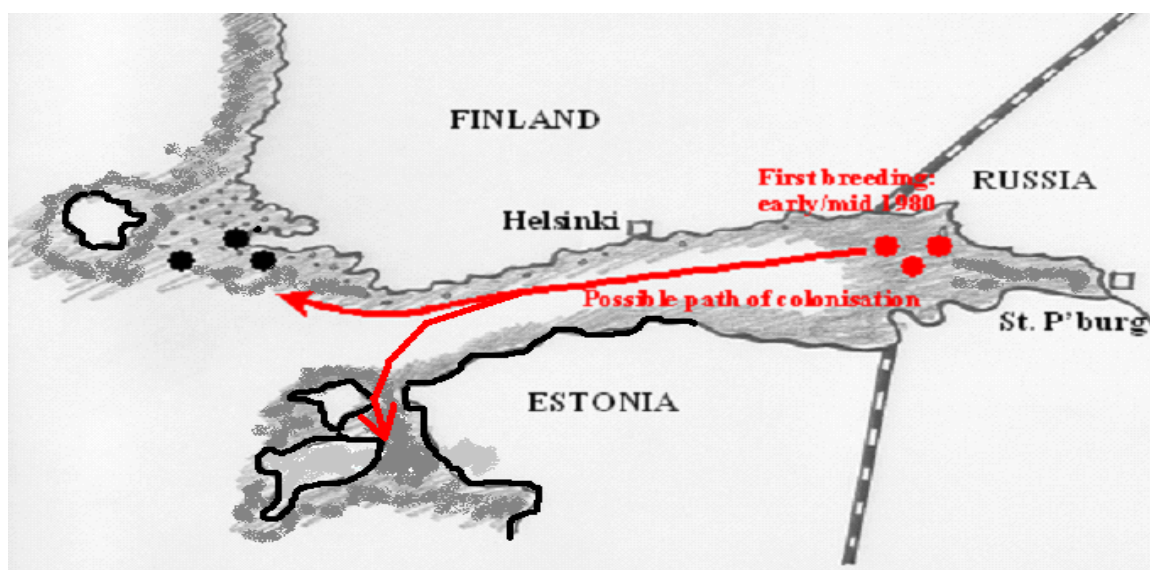 FINLAND
First breeding:
early/mid 1980
RUSSIA
Helsinki
Possible path of colonisation
St. P'burg
ESTONIA